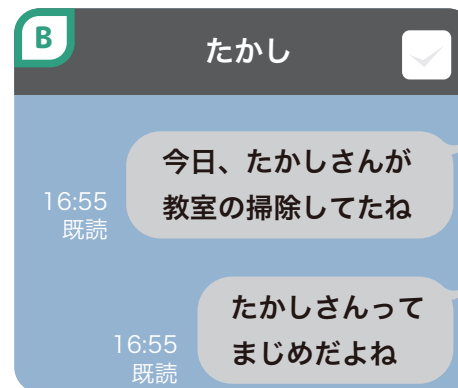 B
たかし
今日、たかしさんが
教室の掃除してたね
16:55
既読
たかしさんって
まじめだよね
16:55
既読